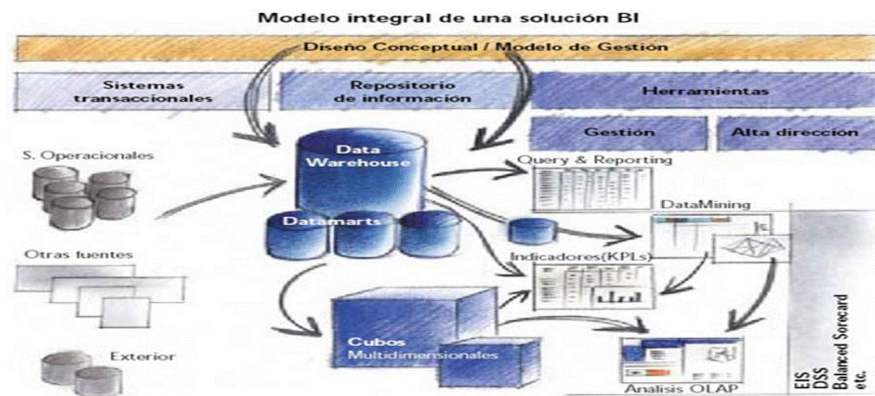 Modelo integral de una solución BI
Diseño Conceptual / Modelo de Gestión
Sistemas
transaccionales
Repositorio
de información
Herramientas
Gestión
Alta dirección
S. Operacionales
Data
Warehouse
Query & Reporting
DataMining
Datamarts
Otras fuentes
Indicadores(KPLs)
Cubos
Multidimensionales
Exterior
Análisis OLAP
EIS
DSS
Balanced Sorecard
etc.